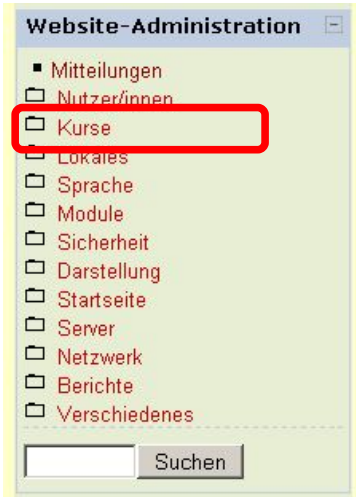 Website-Administration
Mitteilungen
Nutzer/innen
Kurse
Lokales
Sprache
Module
Sicherheit
Darstellung
Startseite
Server
Netzwerk
Berichte
Verschiedenes
Suchen